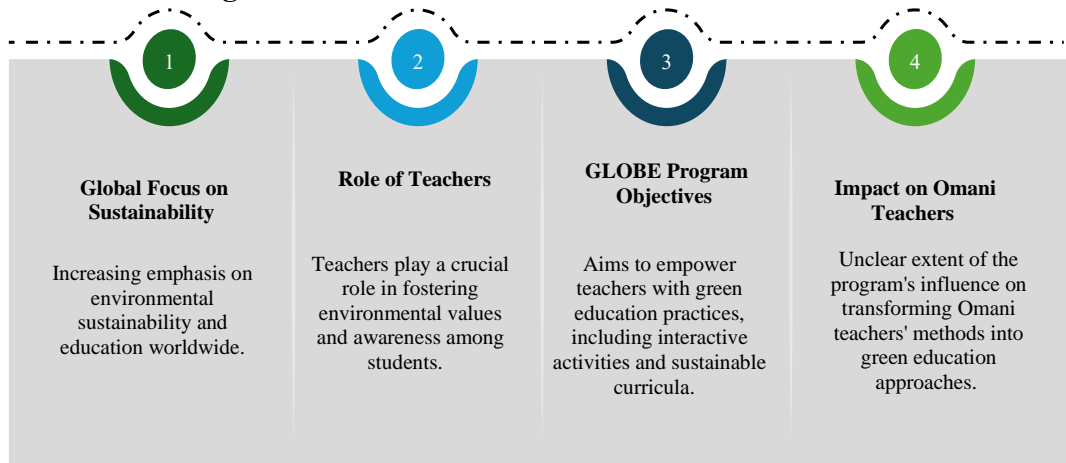 1
2
3
4
Global Focus on
Sustainability
Increasing emphasis on
environmental
sustainability and
education worldwide.
Role of Teachers
Teachers play a crucial
role in fostering
environmental values
and awareness among
students.
GLOBE Program
Objectives
Aims to empower
teachers with green
education practices,
including interactive
activities and sustainable
curricula.
Impact on Omani
Teachers
Unclear extent of the
program's influence on
transforming Omani
teachers' methods into
green education
approaches.